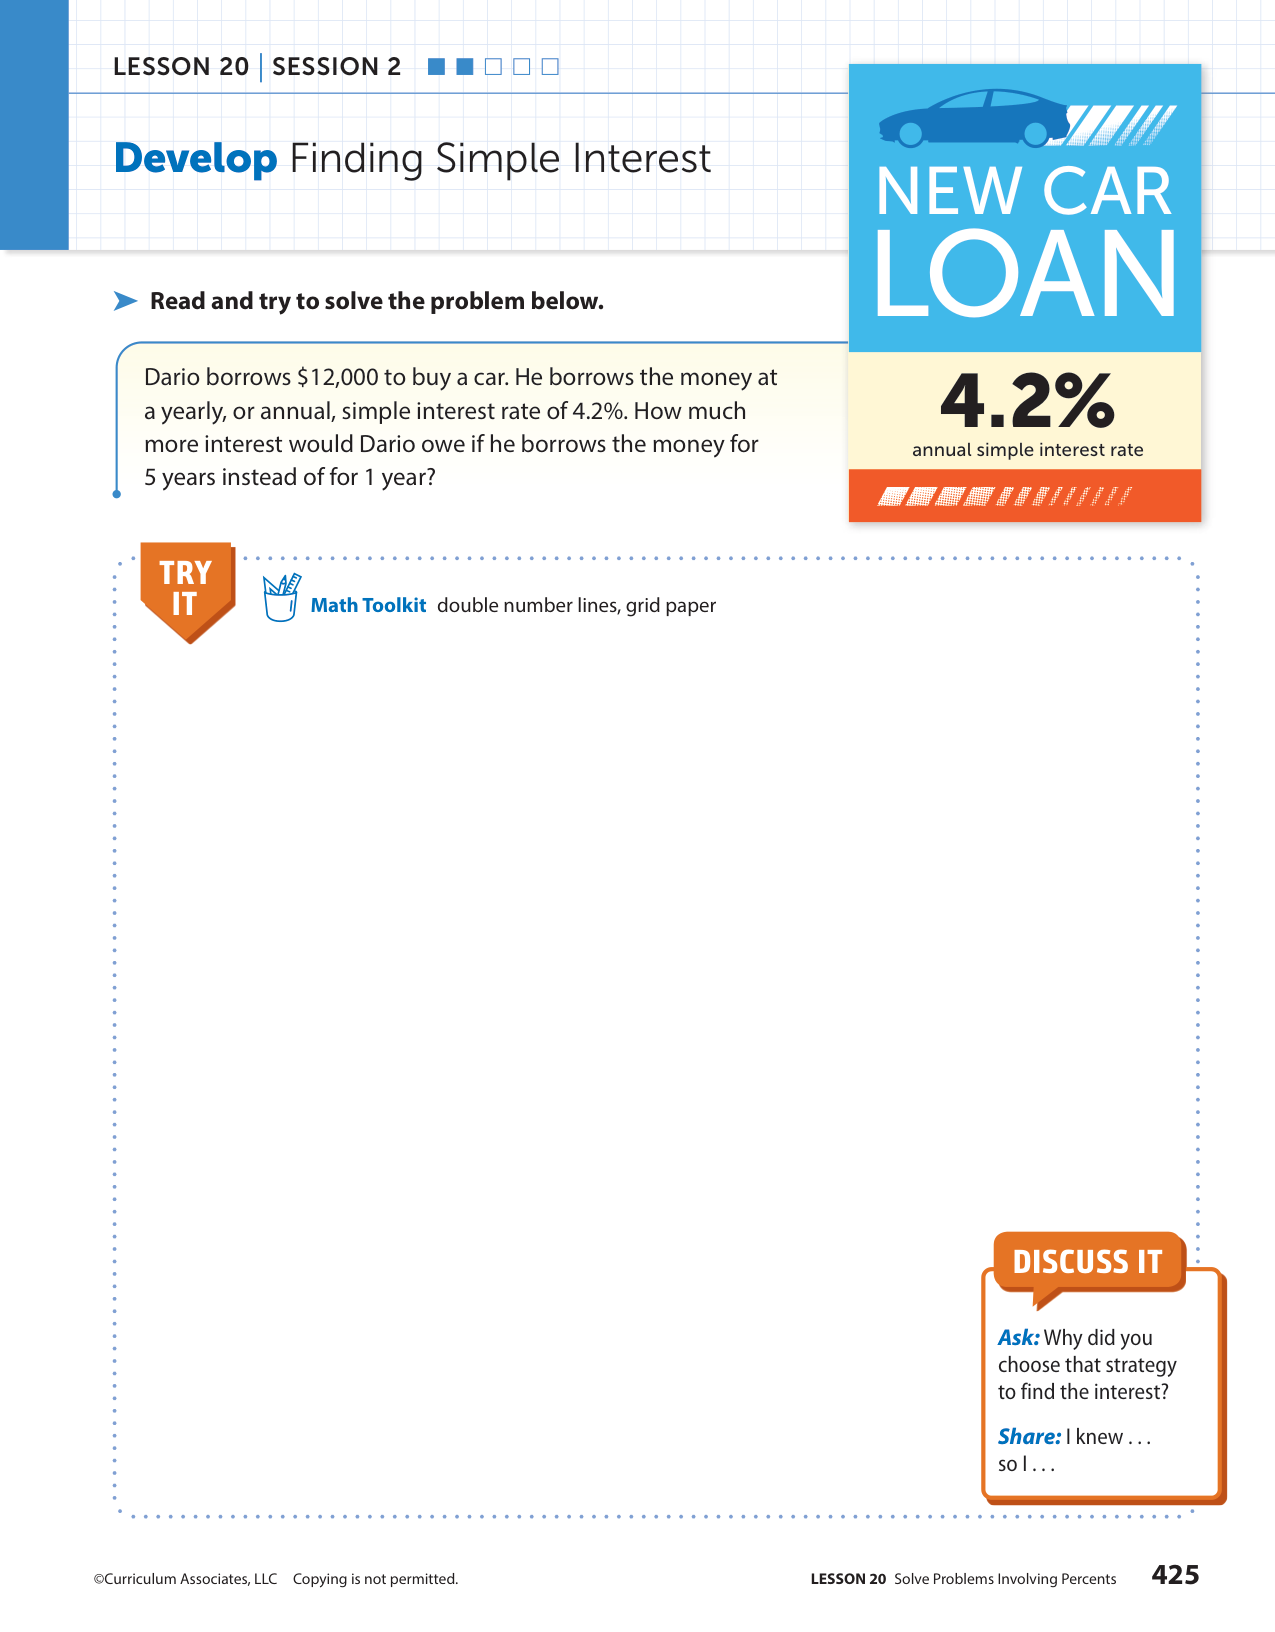 LESSON 20 | SESSION 2
Develop Finding Simple Interest
NEW CAR
LOAN
4.2%
annual simple interest rate
Read and try to solve the problem below.
Dario borrows $12,000 to buy a car. He borrows the money at
a yearly, or annual, simple interest rate of 4.2%. How much
more interest would Dario owe if he borrows the money for
5 years instead of for 1 year?
TRY
IT
Math Toolkit double number lines, grid paper
DISCUSS IT
Ask: Why did you
choose that strategy
to find the interest?
Share: I knew . . .
so I . . .
©Curriculum Associates, LLC Copying is not permitted.
LESSON 20 Solve Problems Involving Percents 425